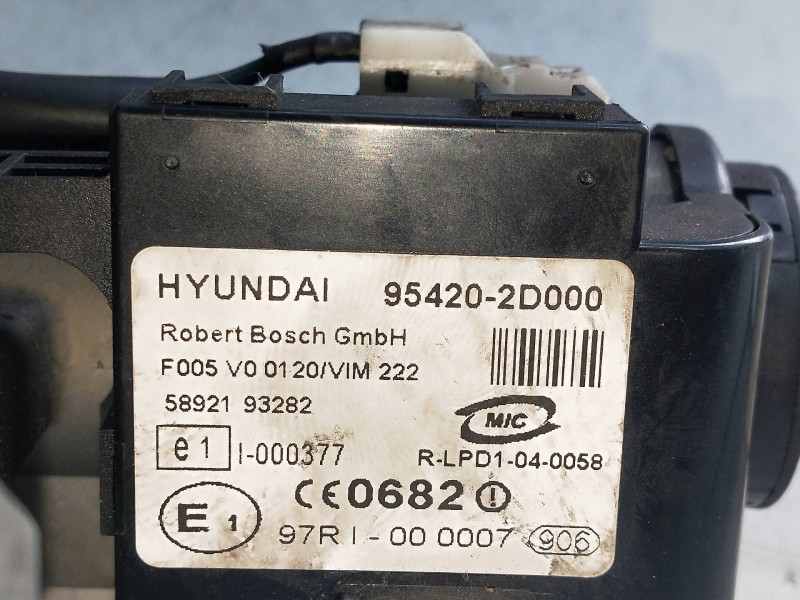 HYUNDAI 95420-2D000
Robert Bosch GmbH
F005 V0 0120/VIM 222
58921 93282
MIC
e1 I-000377 R-LPD1-04-0058
CE0682
E1
97RI-00 0007 906